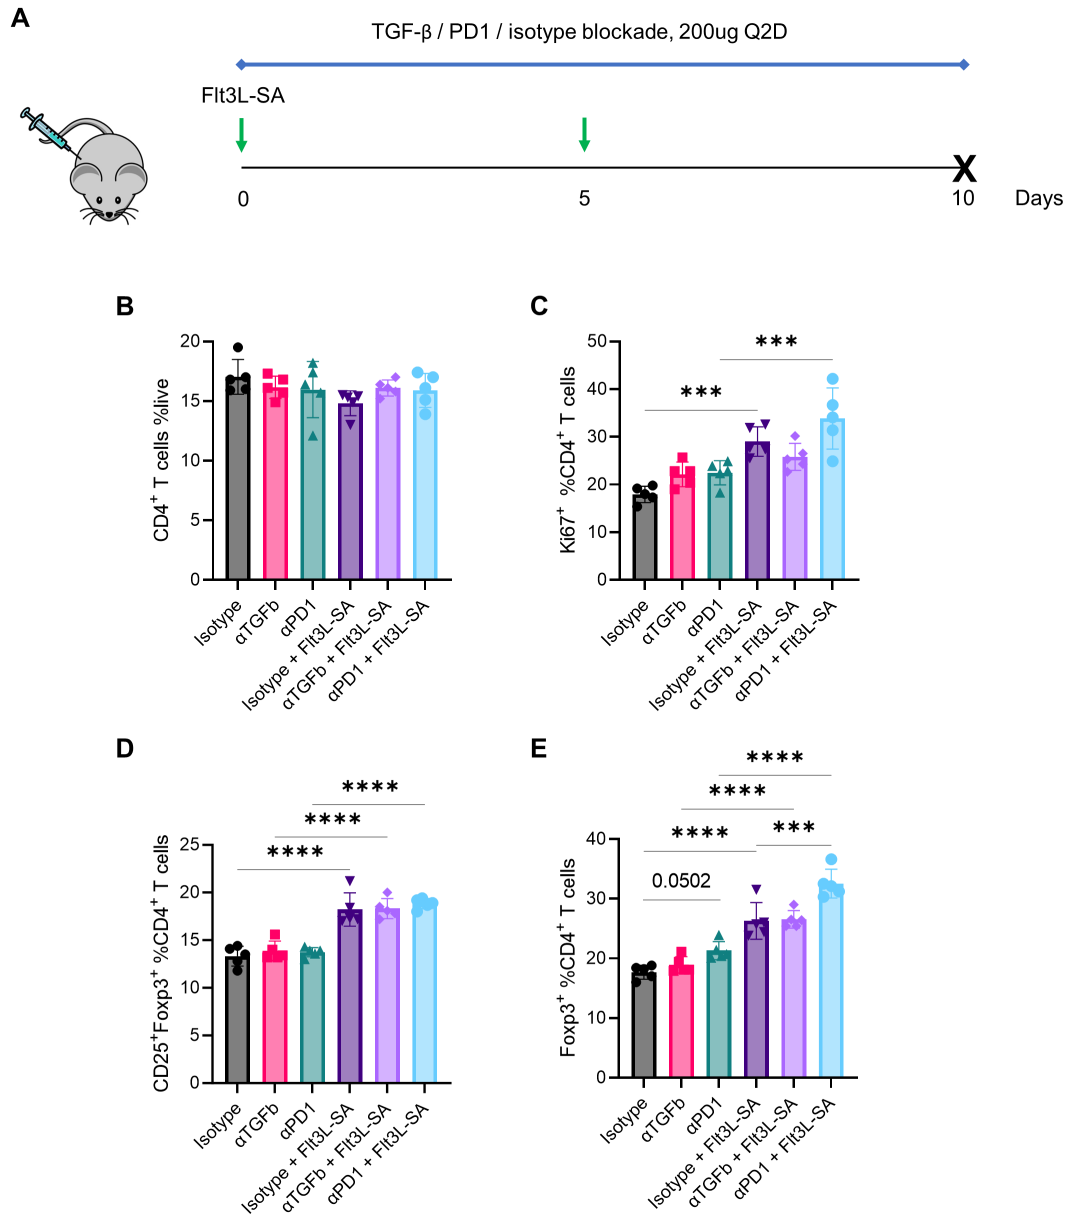 A
TGF-β / PD1 / isotype blockade, 200ug Q2D
Flt3L-SA
0
5
X
10
Days
B
CD4⁺ T cells %live
20
15
10
5
0
Isotype
αTGFb
αPD1
Isotype + Flt3L-SA
αTGFb + Flt3L-SA
αPD1 + Flt3L-SA
C
Ki67⁺ %CD4⁺ T cells
50
40
30
20
10
0
***
***
Isotype
αTGFb
αPD1
Isotype + Flt3L-SA
αTGFb + Flt3L-SA
αPD1 + Flt3L-SA
D
CD25⁺Foxp3⁺ %CD4⁺ T cells
25
20
15
10
5
0
****
****
****
Isotype
αTGFb
αPD1
Isotype + Flt3L-SA
αTGFb + Flt3L-SA
αPD1 + Flt3L-SA
E
Foxp3⁺ %CD4⁺ T cells
40
30
20
10
0
****
****
****
***
0.0502
Isotype
αTGFb
αPD1
Isotype + Flt3L-SA
αTGFb + Flt3L-SA
αPD1 + Flt3L-SA